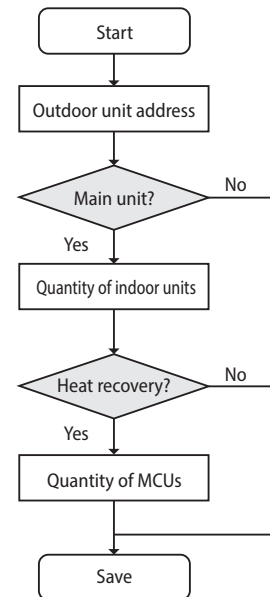 Start
Outdoor unit address
Main unit?
No
Yes
Quantity of indoor units
Heat recovery?
No
Yes
Quantity of MCUs
Save